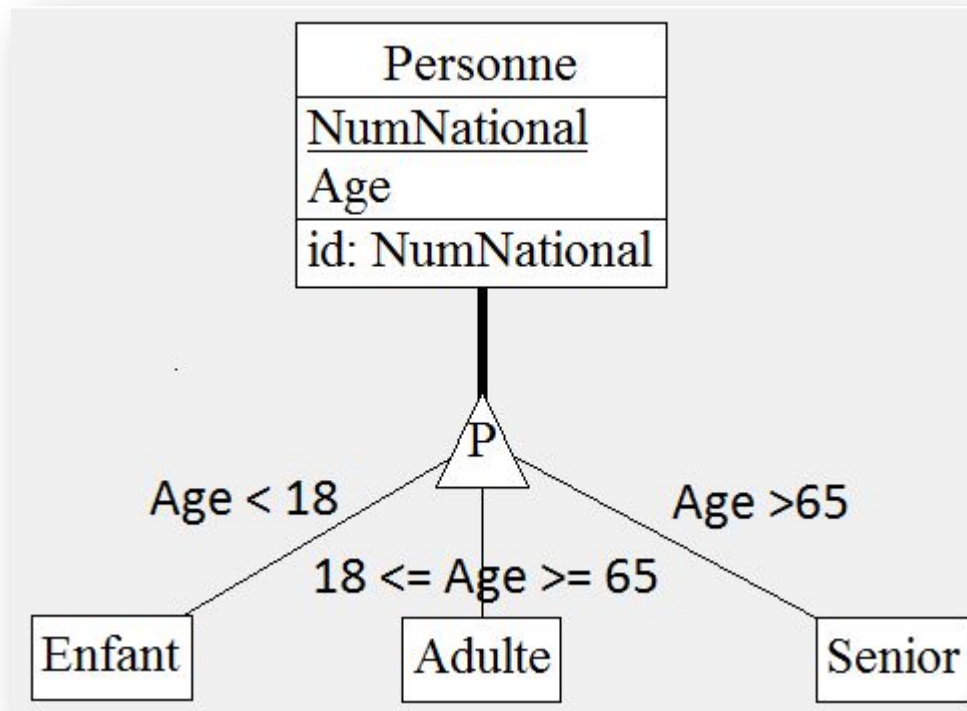 Personne
NumNational
Age
id: NumNational
P
Age < 18
Age >65
18 <= Age >= 65
Enfant
Adulte
Senior